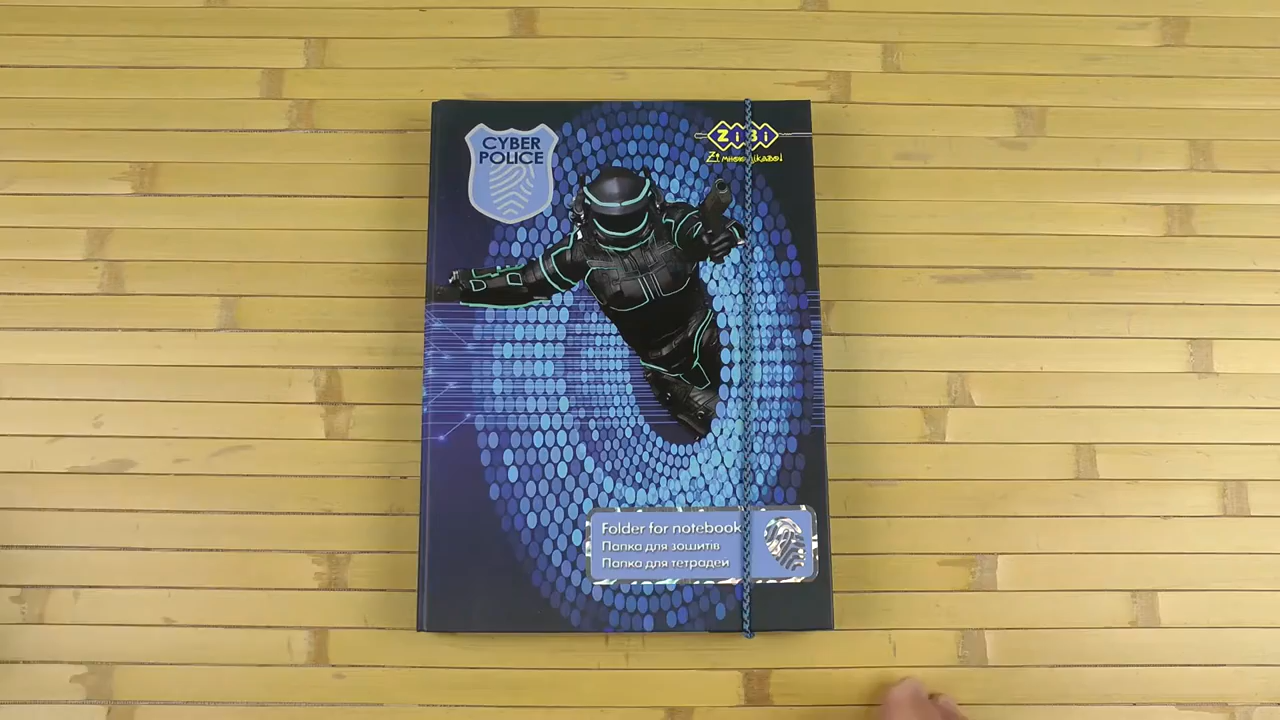 CYBER
POLICE
ZiBi
Zi мною цікаво!
Folder for notebook
Папка для зошитів
Папка для тетрадей